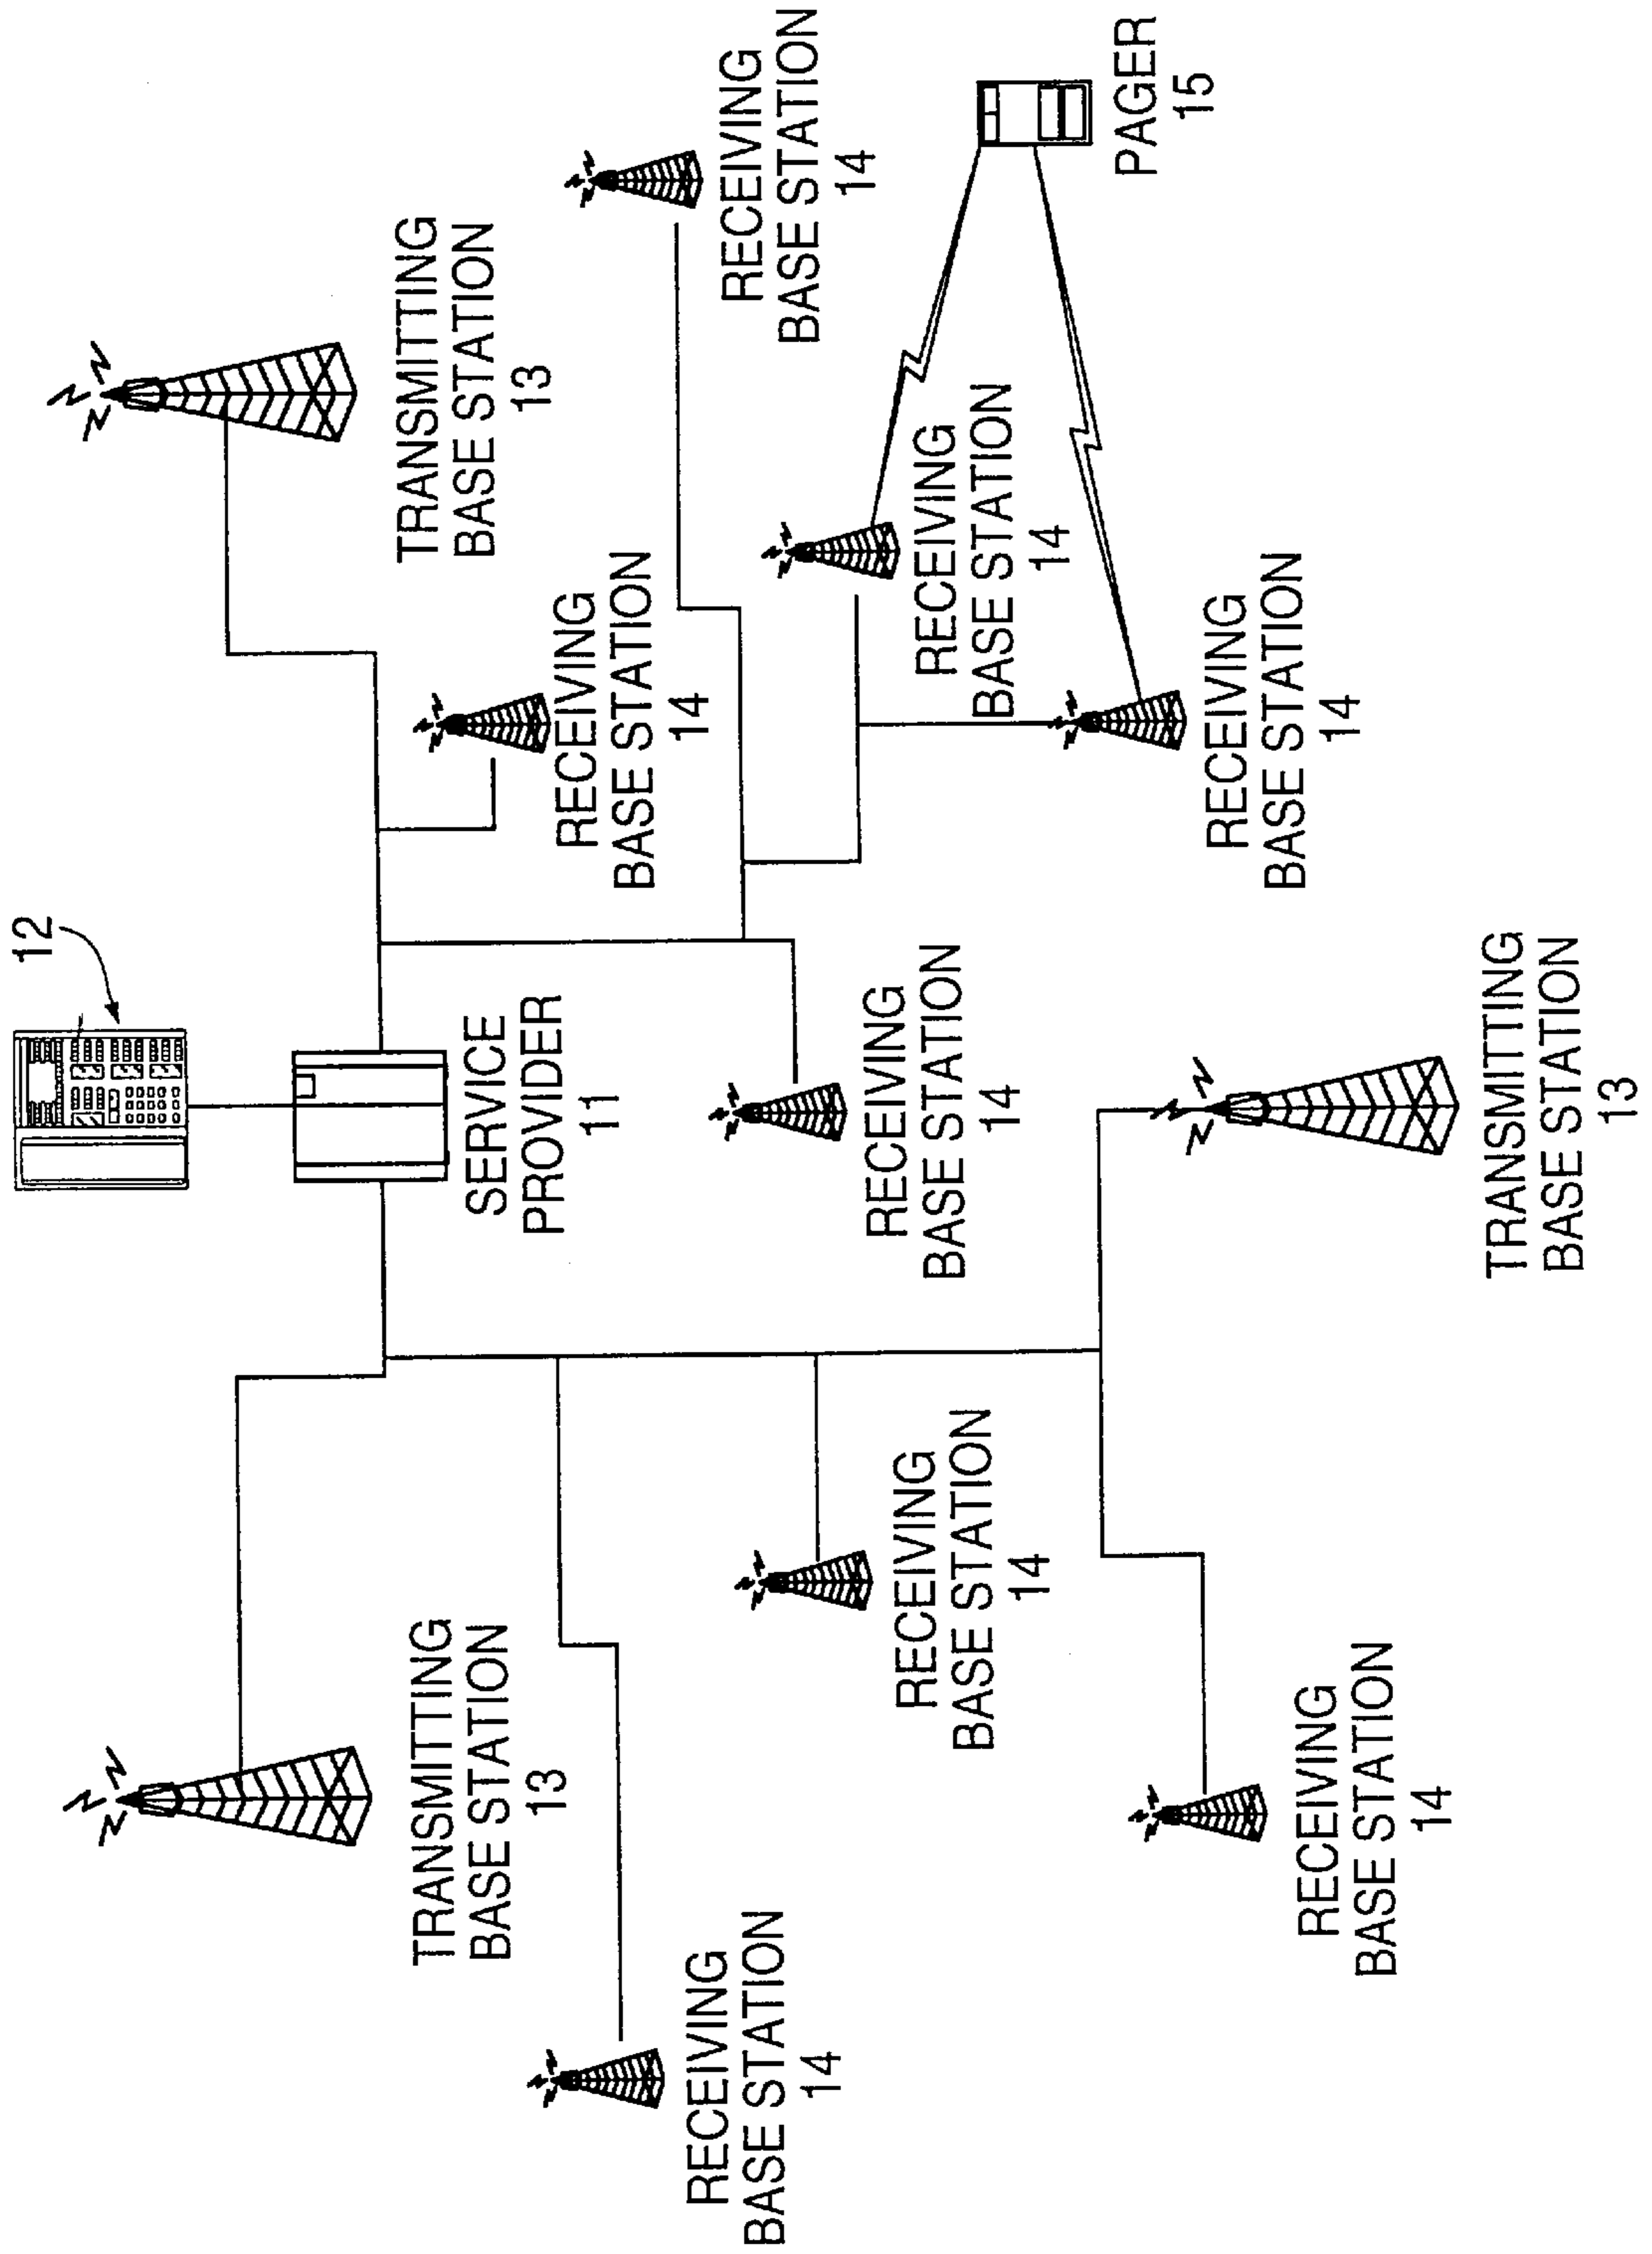 12
TRANSMITTING
BASE STATION
13
TRANSMITTING
BASE STATION
13
SERVICE
PROVIDER
11
RECEIVING
BASE STATION
14
RECEIVING
BASE STATION
14
RECEIVING
BASE STATION
14
RECEIVING
BASE STATION
14
RECEIVING
BASE STATION
14
RECEIVING
BASE STATION
14
PAGER
15
RECEIVING
BASE STATION
14
RECEIVING
BASE STATION
14
TRANSMITTING
BASE STATION
13